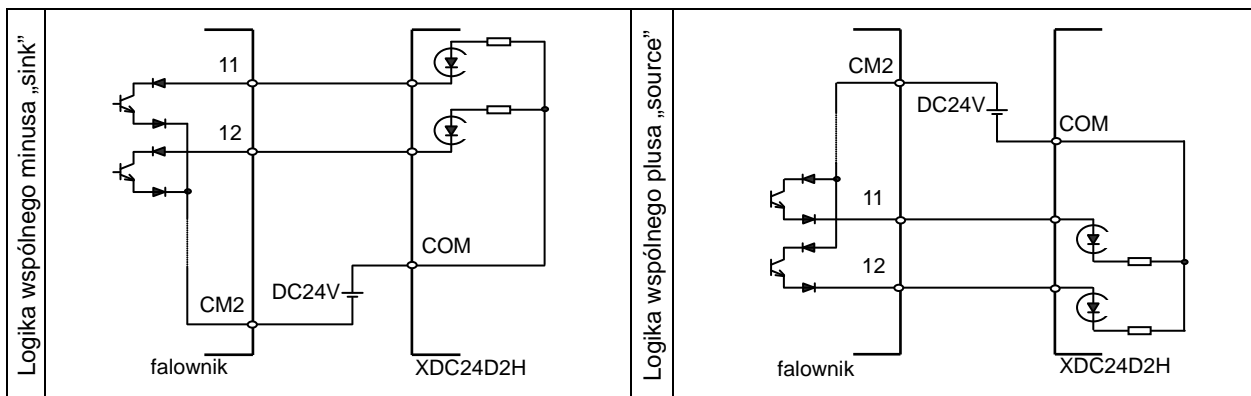 Logika wspólnego minusa „sink”
11
12
COM
DC24V
CM2
falownik
XDC24D2H
Logika wspólnego plusa „source”
CM2
DC24V
COM
11
12
falownik
XDC24D2H